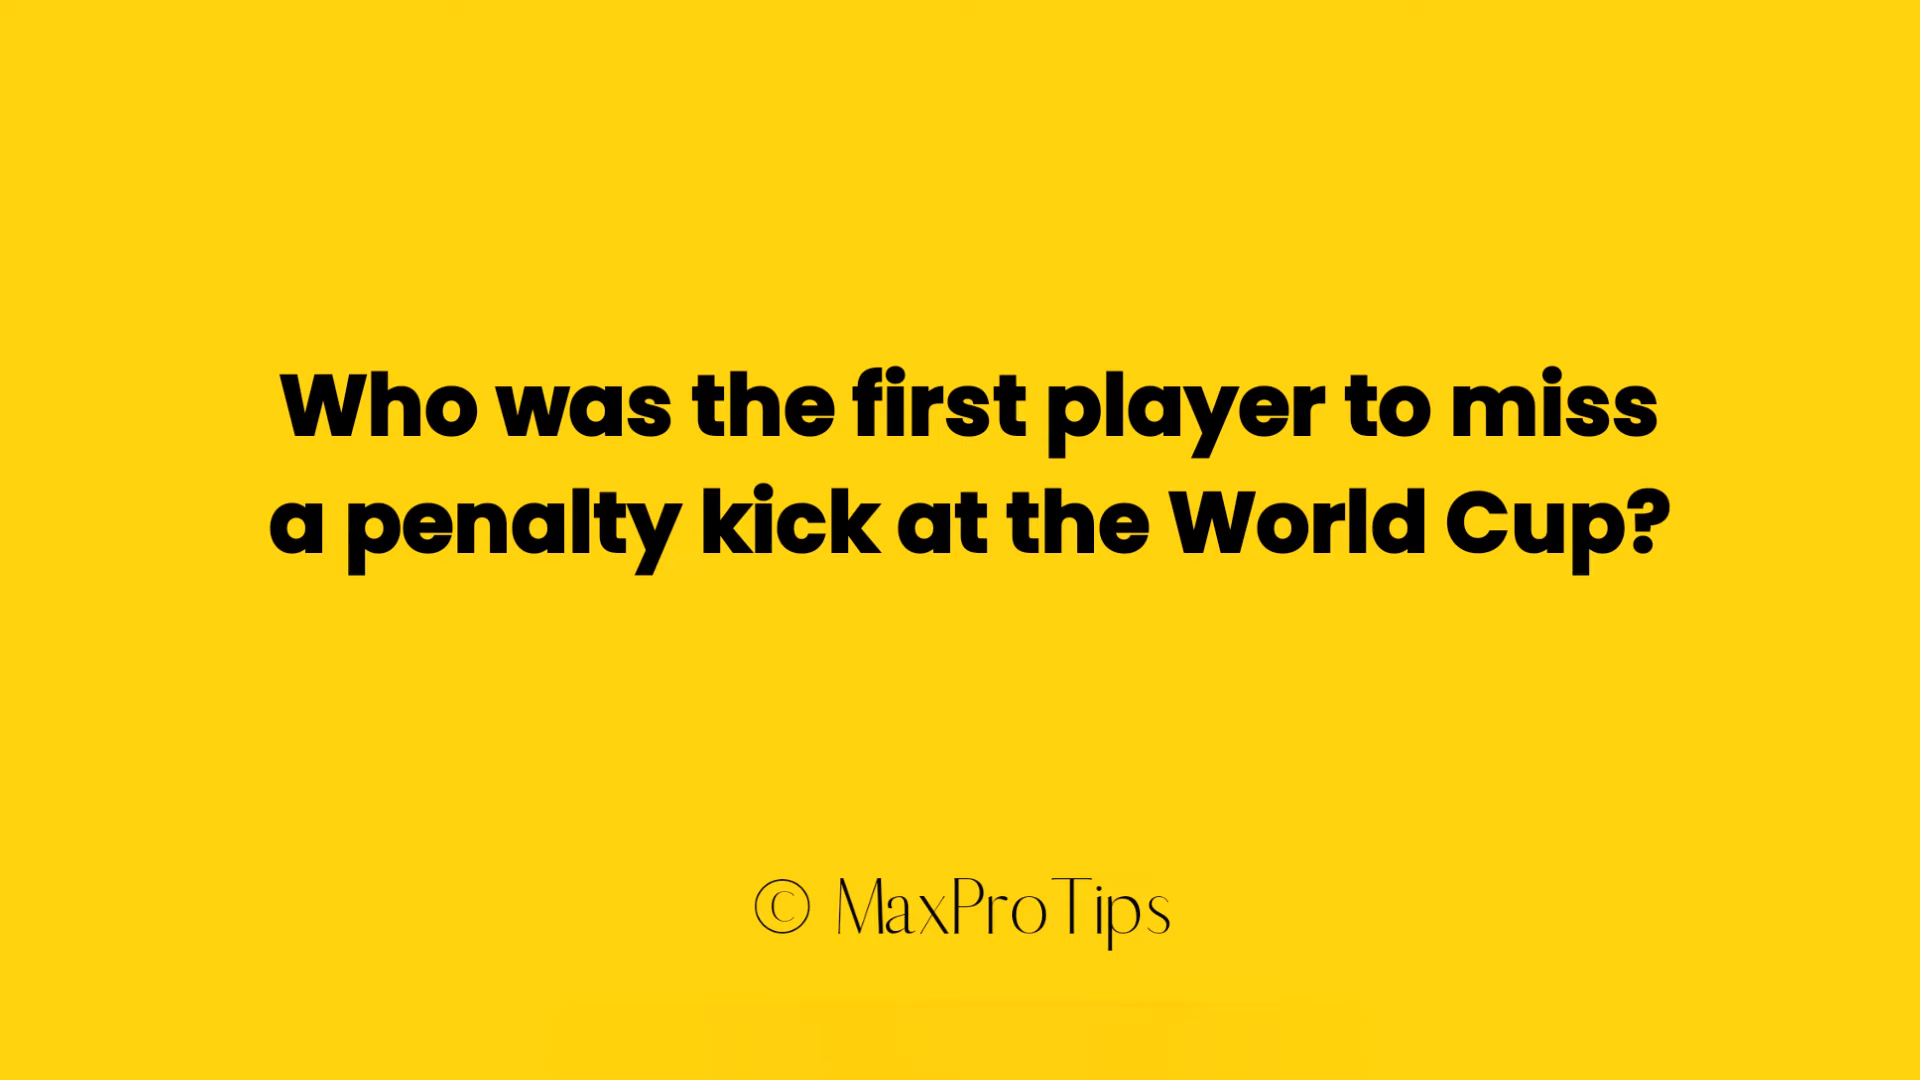 Who was the first player to miss
a penalty kick at the World Cup?
© MaxProTips